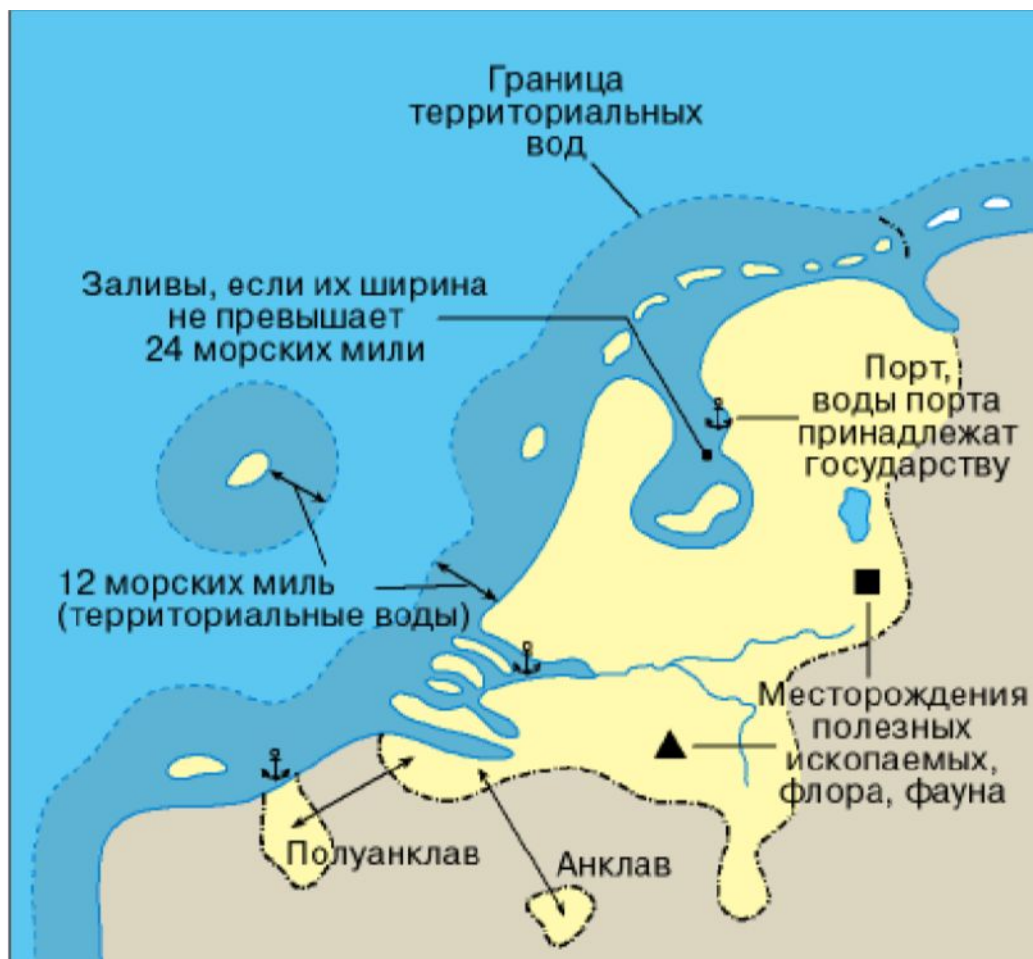 Граница
территориальных
вод
Заливы, если их ширина
не превышает
24 морских мили
Порт,
воды порта
принадлежат
государству
12 морских миль
(территориальные воды)
Месторождения
полезных
ископаемых,
флора, фауна
Полуанклав
Анклав